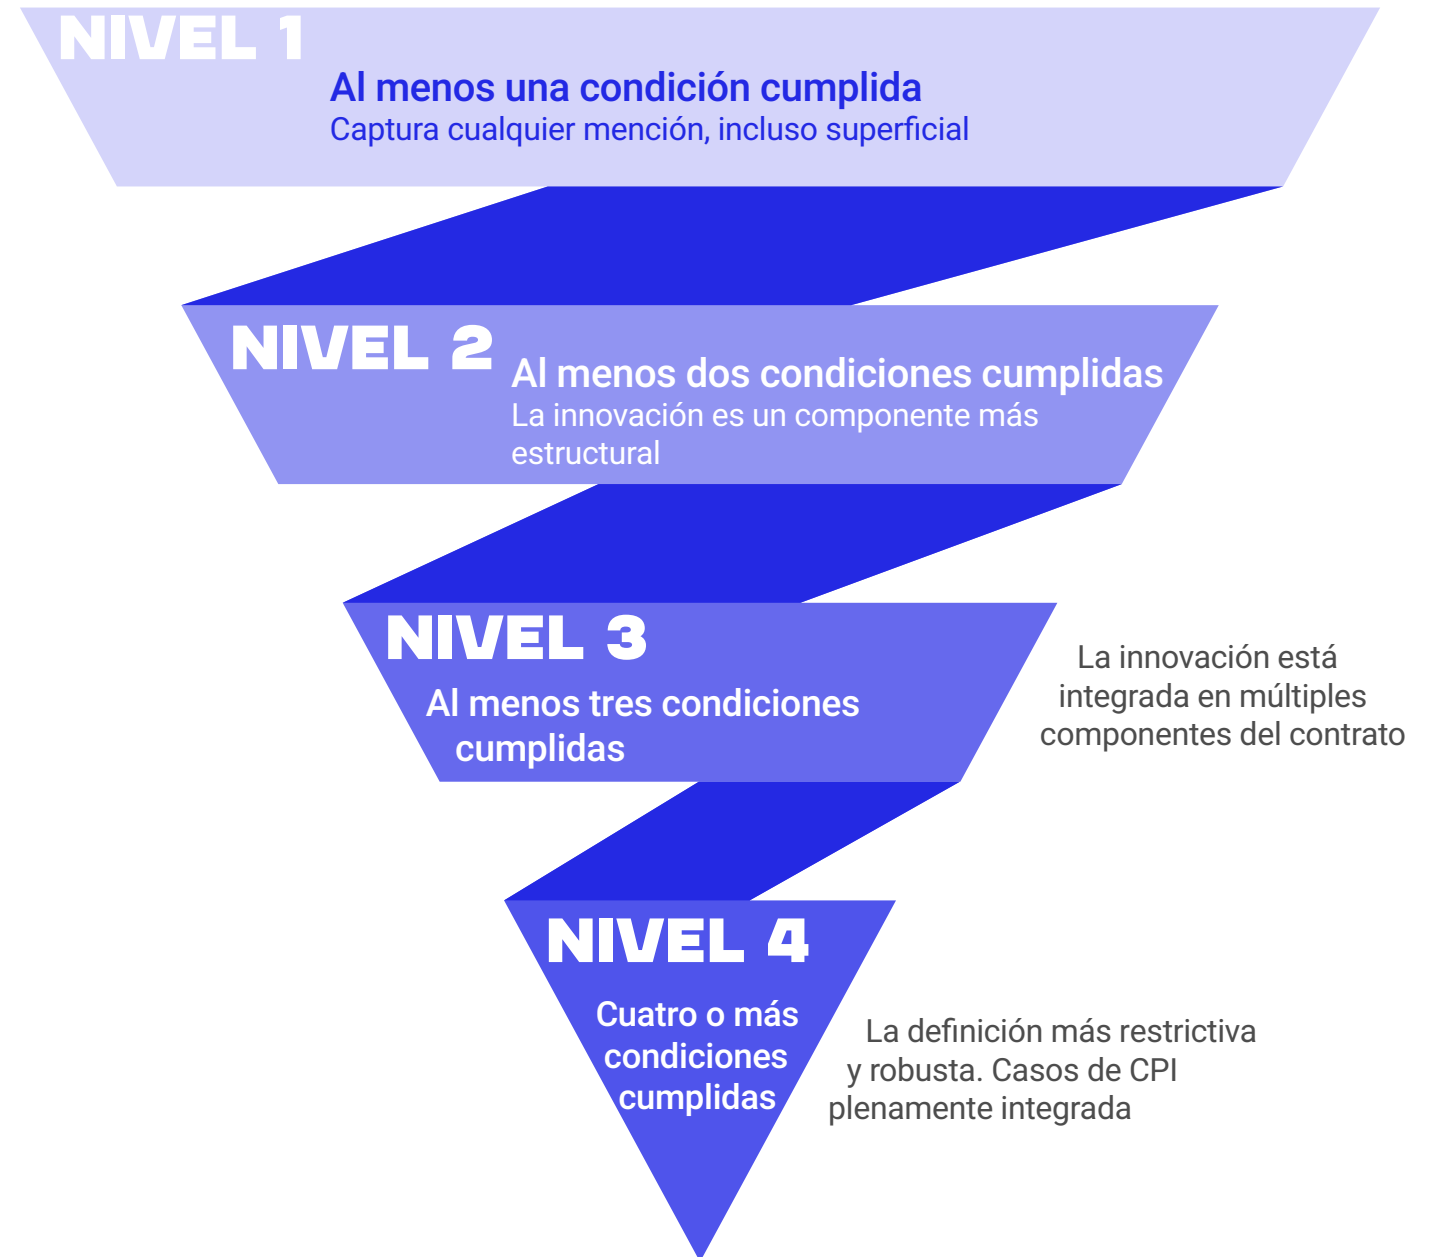 NIVEL 1
Al menos una condición cumplida
Captura cualquier mención, incluso superficial
NIVEL 2
Al menos dos condiciones cumplidas
La innovación es un componente más
estructural
NIVEL 3
Al menos tres condiciones
cumplidas
La innovación está
integrada en múltiples
componentes del contrato
NIVEL 4
Cuatro o más
condiciones
cumplidas
La definición más restrictiva
y robusta. Casos de CPI
plenamente integrada